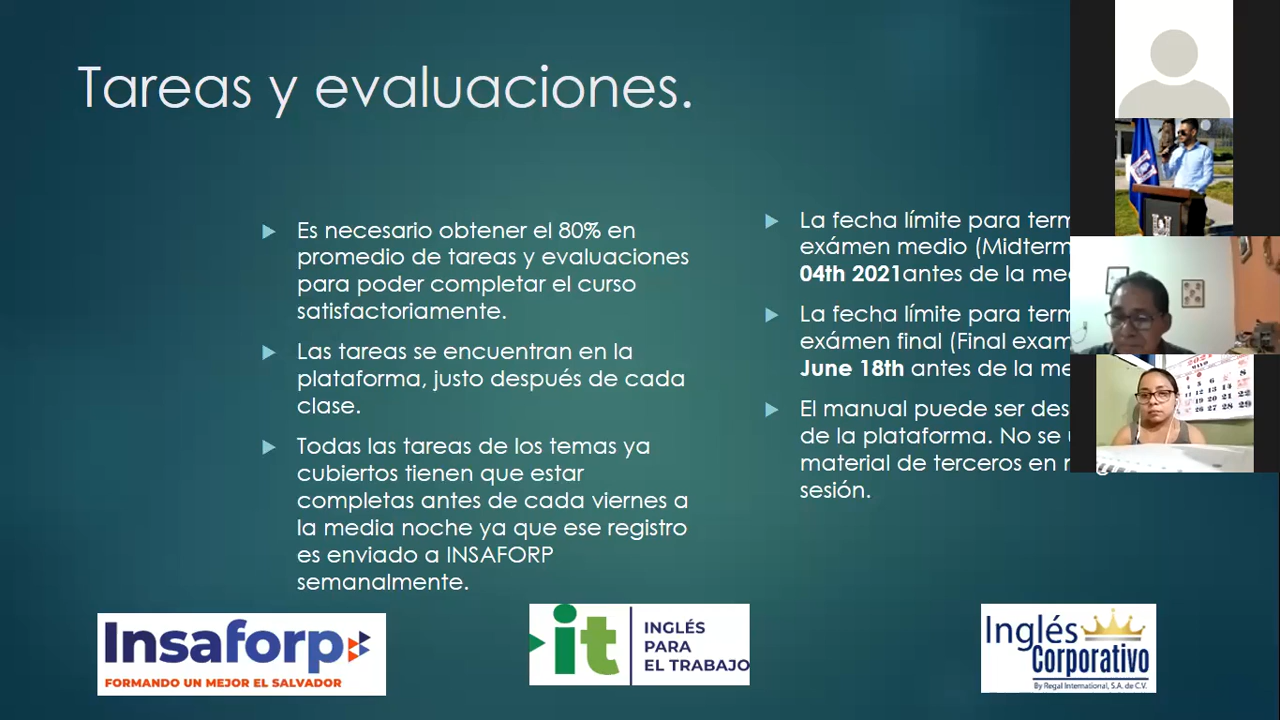 Tareas y evaluaciones.
Es necesario obtener el 80% en
promedio de tareas y evaluaciones
para poder completar el curso
satisfactoriamente.
Las tareas se encuentran en la
plataforma, justo después de cada
clase.
Todas las tareas de los temas ya
cubiertos tienen que estar
completas antes de cada viernes a
la media noche ya que ese registro
es enviado a INSAFORP
semanalmente.
La fecha límite para
exámen medio (Midterm
04th 2021antes de la
La fecha límite para
exámen final (Final exam
June 18th antes de la
El manual puede ser
de la plataforma. No se
material de terceros en
sesión.
Insaforp
FORMANDO UN MEJOR EL SALVADOR
it
INGLÉS
PARA
EL TRABAJO
Inglés
Corporativo
By Regal International, S.A. de C.V.